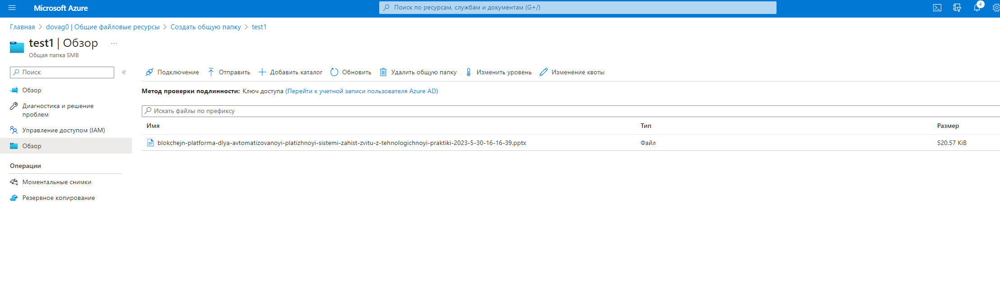 Microsoft Azure
Поиск по ресурсам, службам и документам (G+/)
4
Главная > dovag0 | Общие файловые ресурсы > Создать общую папку > test1
test1 | Обзор ...
Общая папка SMB
Поиск «
Подключение Отправить Добавить каталог Обновить Удалить общую папку Изменить уровень Изменение квоты
Обзор
Диагностика и решение
проблем
Управление доступом (IAM)
Обзор
Операции
Моментальные снимки
Резервное копирование
Метод проверки подлинности: Ключ доступа (Перейти к учетной записи пользователя Azure AD)
Искать файлы по префиксу
Имя Тип Размер
blokchejn-platforma-dlya-avtomatizovanoyi-platizhnoyi-sistemi-zahist-zvitu-z-tehnologichnoyi-praktiki-2023-5-30-16-16-39.pptx Файл 520.57 KiB